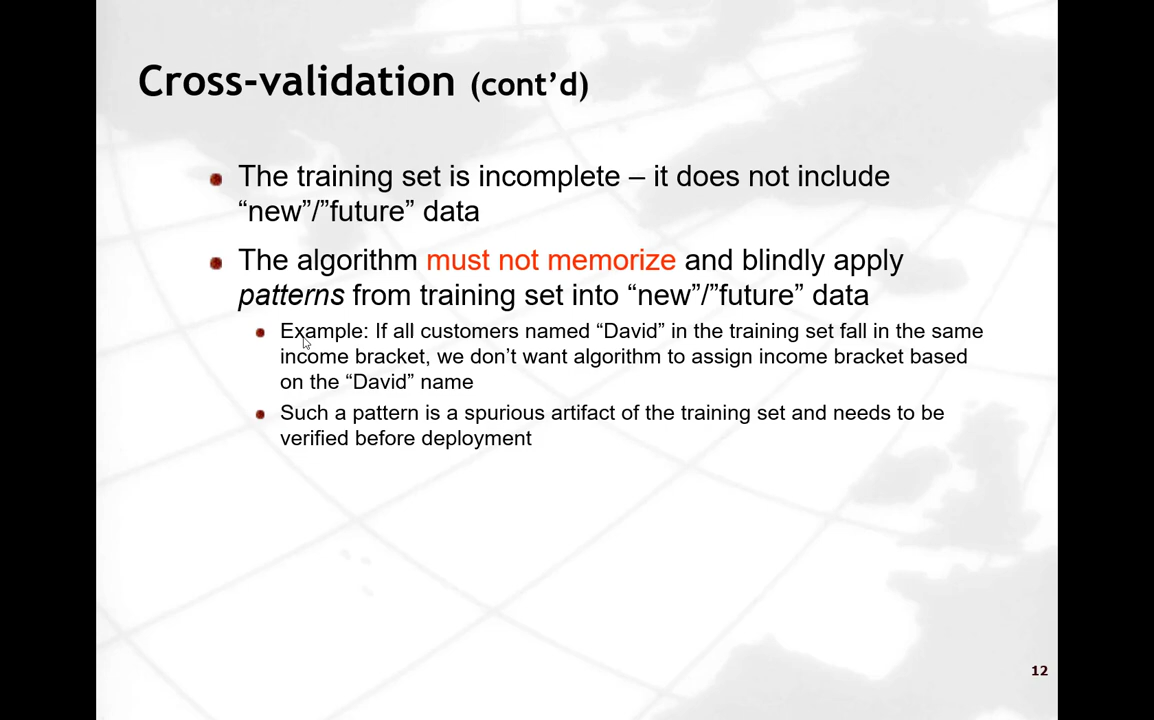 Cross-validation (cont’d)
The training set is incomplete – it does not include
“new”/”future” data
The algorithm must not memorize and blindly apply
patterns from training set into “new”/”future” data
Example: If all customers named “David” in the training set fall in the same
income bracket, we don’t want algorithm to assign income bracket based
on the “David” name
Such a pattern is a spurious artifact of the training set and needs to be
verified before deployment
12